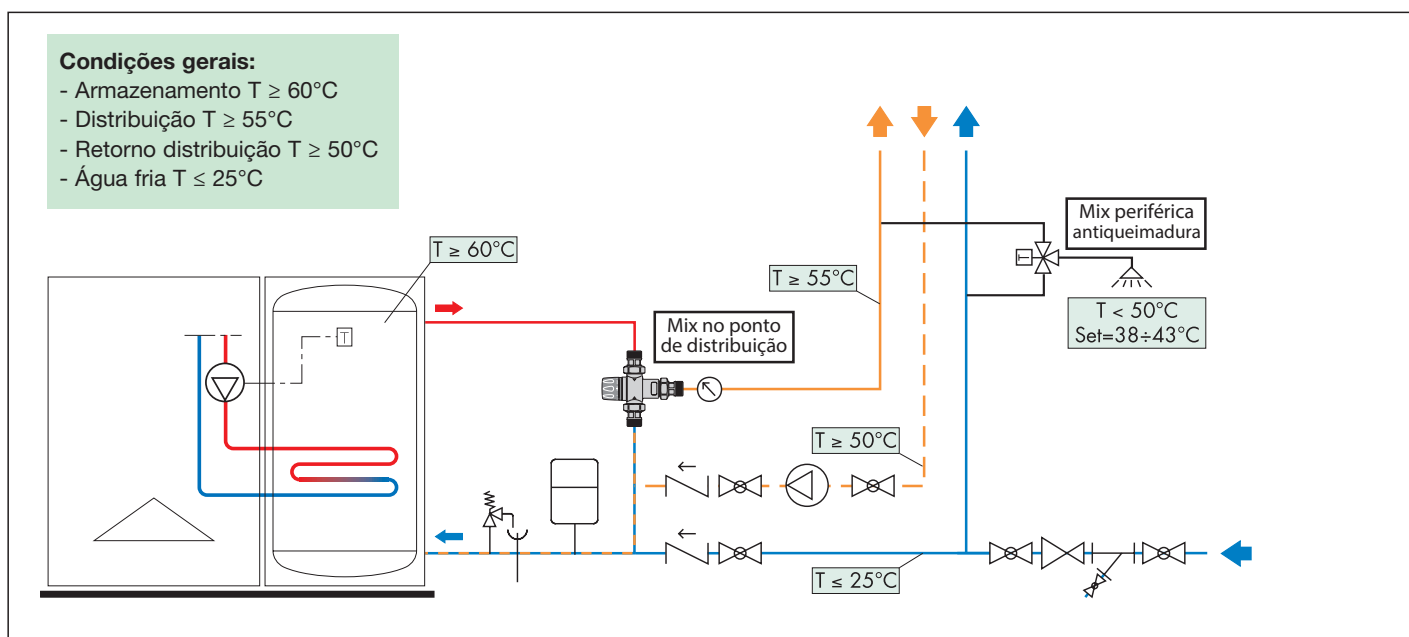 Condições gerais:
- Armazenamento T ≥ 60°C
- Distribuição T ≥ 55°C
- Retorno distribuição T ≥ 50°C
- Água fria T ≤ 25°C
T ≥ 60°C
T
Mix no ponto
de distribuição
T ≥ 55°C
Mix periférica
antiqueimadura
T
T < 50°C
Set=38÷43°C
T ≥ 50°C
T ≤ 25°C